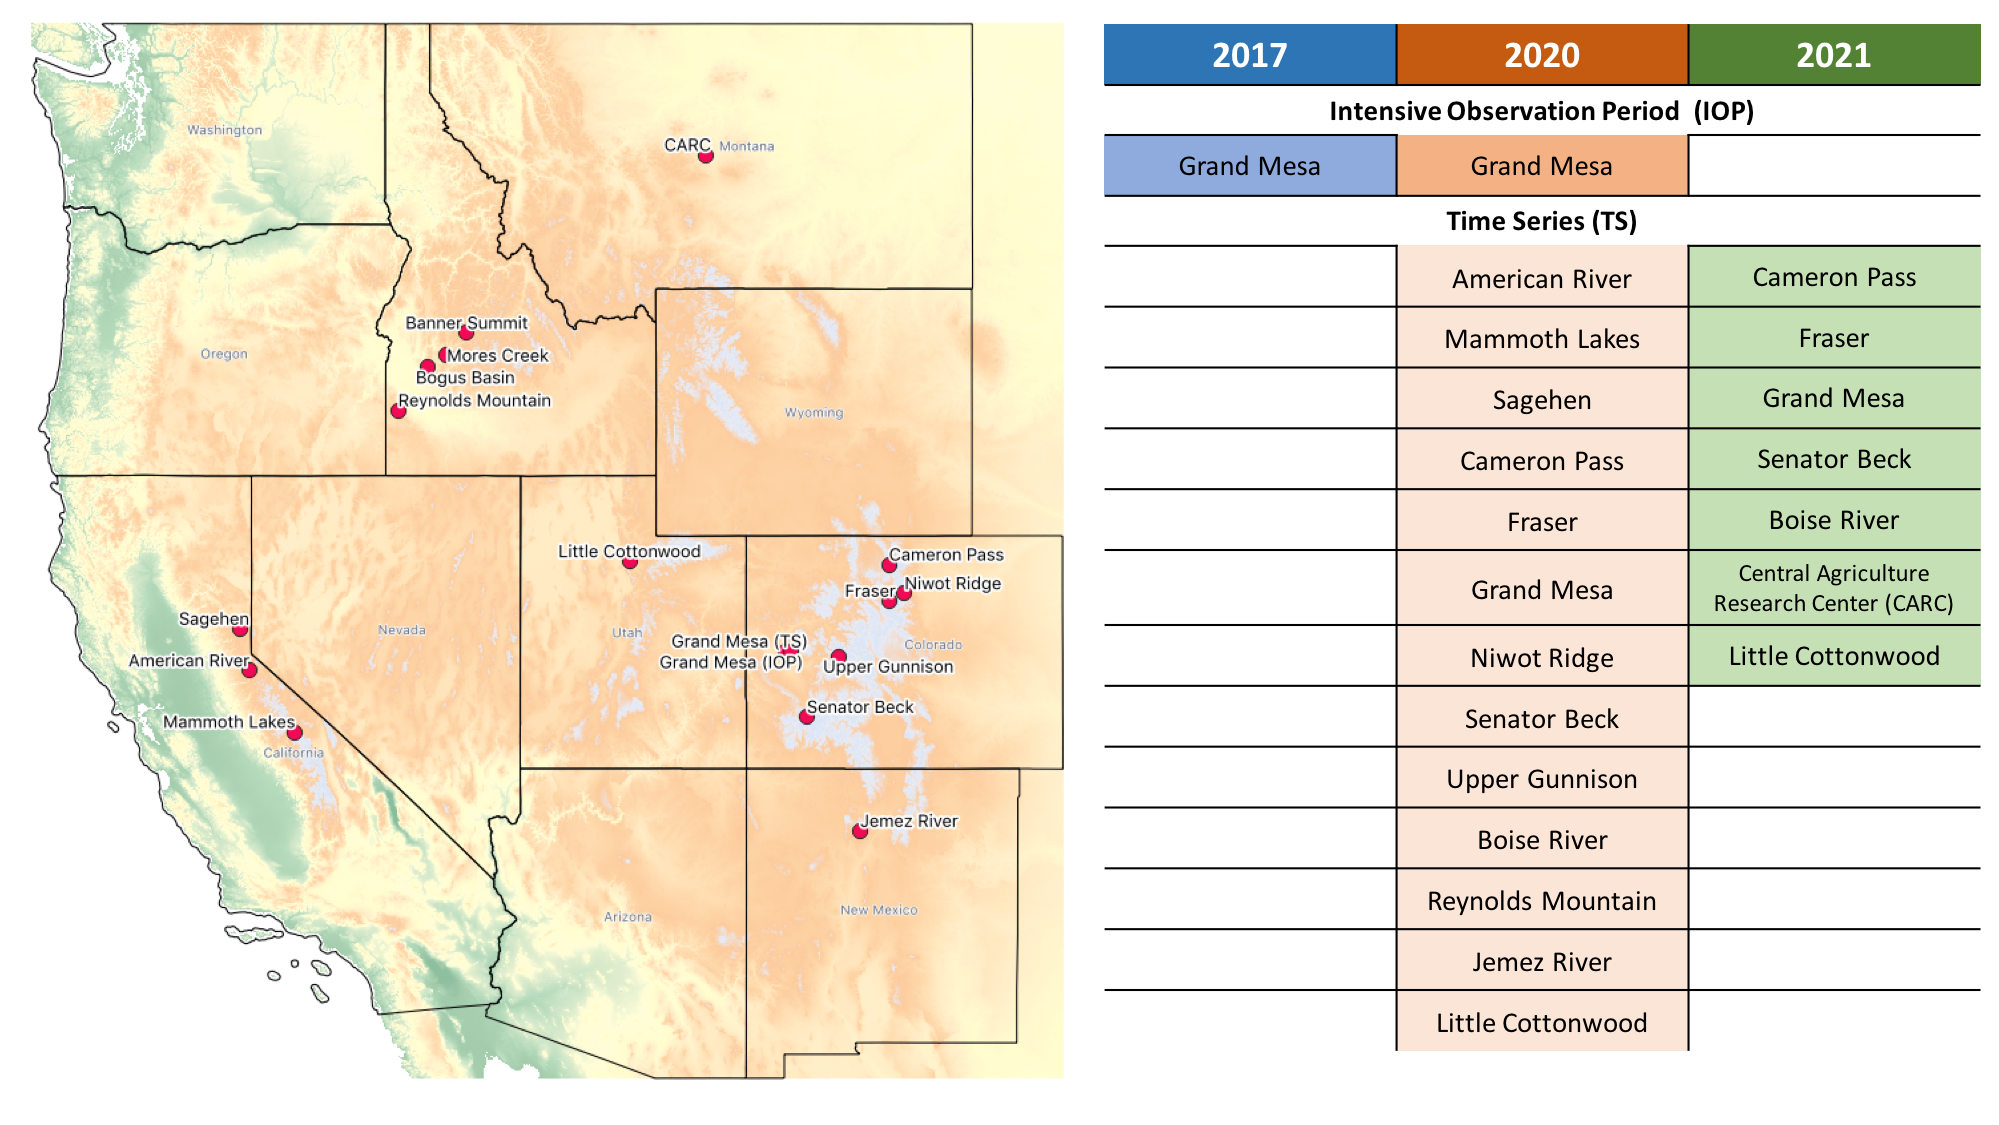 Washington
CARC
Montana
Banner Summit
Mores Creek
Oregon
Bogus Basin
Reynolds Mountain
Wyoming
Little Cottonwood
Cameron Pass
Niwot Ridge
Fraser
Sagehen
Nevada
Utah
Grand Mesa (TS)
Colorado
American River
Grand Mesa (IOP)
Upper Gunnison
Senator Beck
Mammoth Lakes
California
Jemez River
Arizona
New Mexico
2017 2020 2021
Intensive Observation Period (IOP)
Grand Mesa Grand Mesa
Time Series (TS)
American River Cameron Pass
Mammoth Lakes Fraser
Sagehen Grand Mesa
Cameron Pass Senator Beck
Fraser Boise River
Grand Mesa Central Agriculture
Research Center (CARC)
Niwot Ridge Little Cottonwood
Senator Beck
Upper Gunnison
Boise River
Reynolds Mountain
Jemez River
Little Cottonwood